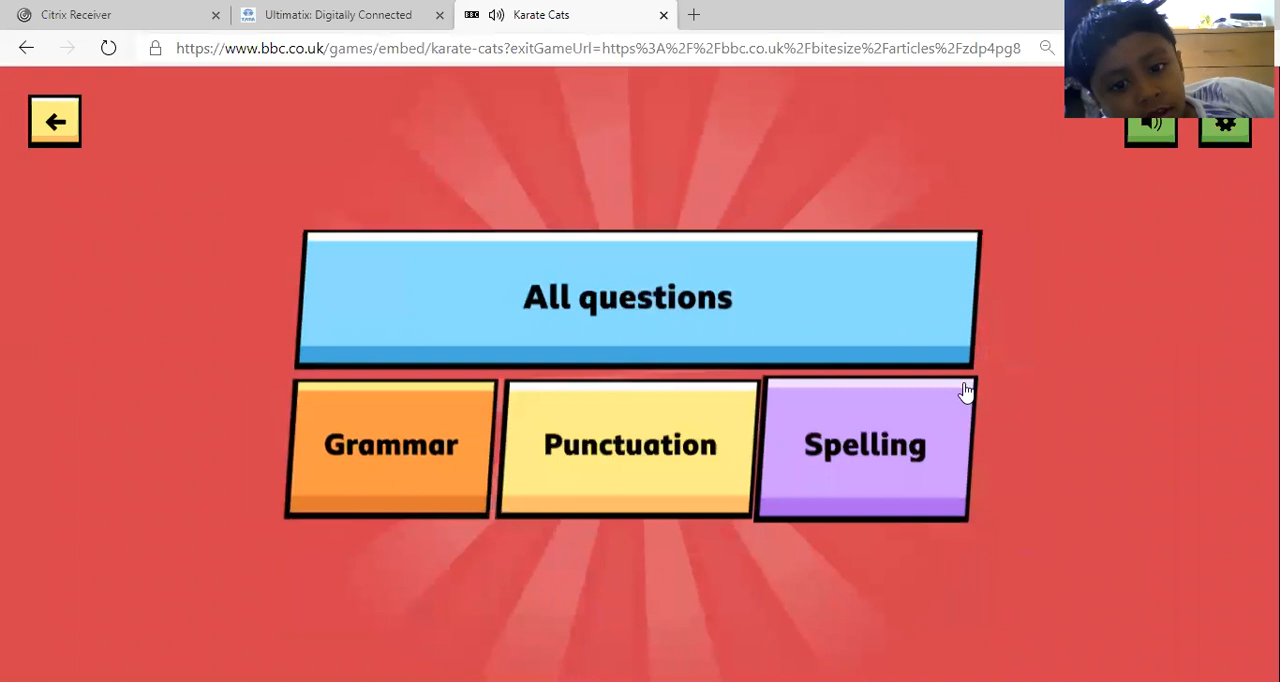 Citrix Receiver
Ultimatix: Digitally Connected
BBC
Karate Cats
https://www.bbc.co.uk/games/embed/karate-cats?exitGameUrl=https%3A%2F%2Fbbc.co.uk%2Fbitesize%2Farticles%2Fzdp4pg8
All questions
Grammar
Punctuation
Spelling